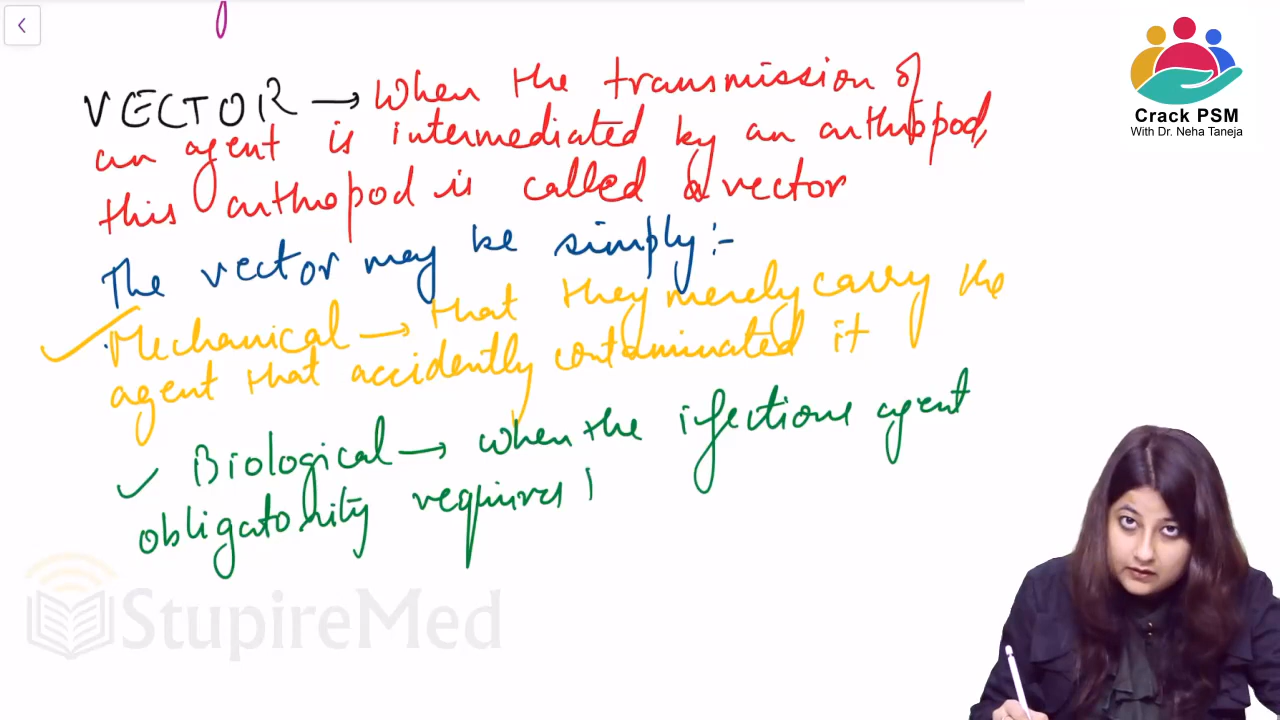 Crack PSM
With Dr. Neha Taneja
VECTOR → When the transmission of
an agent is intermediated by an arthropod,
this arthropod is called a vector
The vector may be simply :-
Mechanical → that they merely carry the
agent that accidently contaminated it
Biological → when the infectious agent
obligatority requires
StupireMed